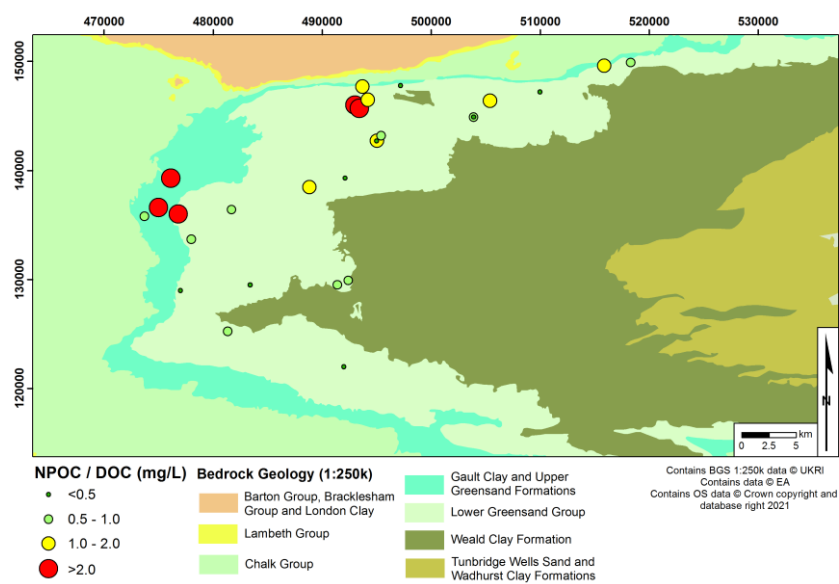 470000 480000 490000 500000 510000 520000 530000
150000
140000
130000
120000
N
0 2.5 5
km
NPOC / DOC (mg/L)
<0.5
0.5 - 1.0
1.0 - 2.0
>2.0
Bedrock Geology (1:250k)
Barton Group, Bracklesham
Group and London Clay
Lambeth Group
Chalk Group
Gault Clay and Upper
Greensand Formations
Lower Greensand Group
Weald Clay Formation
Tunbridge Wells Sand and
Wadhurst Clay Formations
Contains BGS 1:250k data © UKRI
Contains data © EA
Contains OS data © Crown copyright and
database right 2021